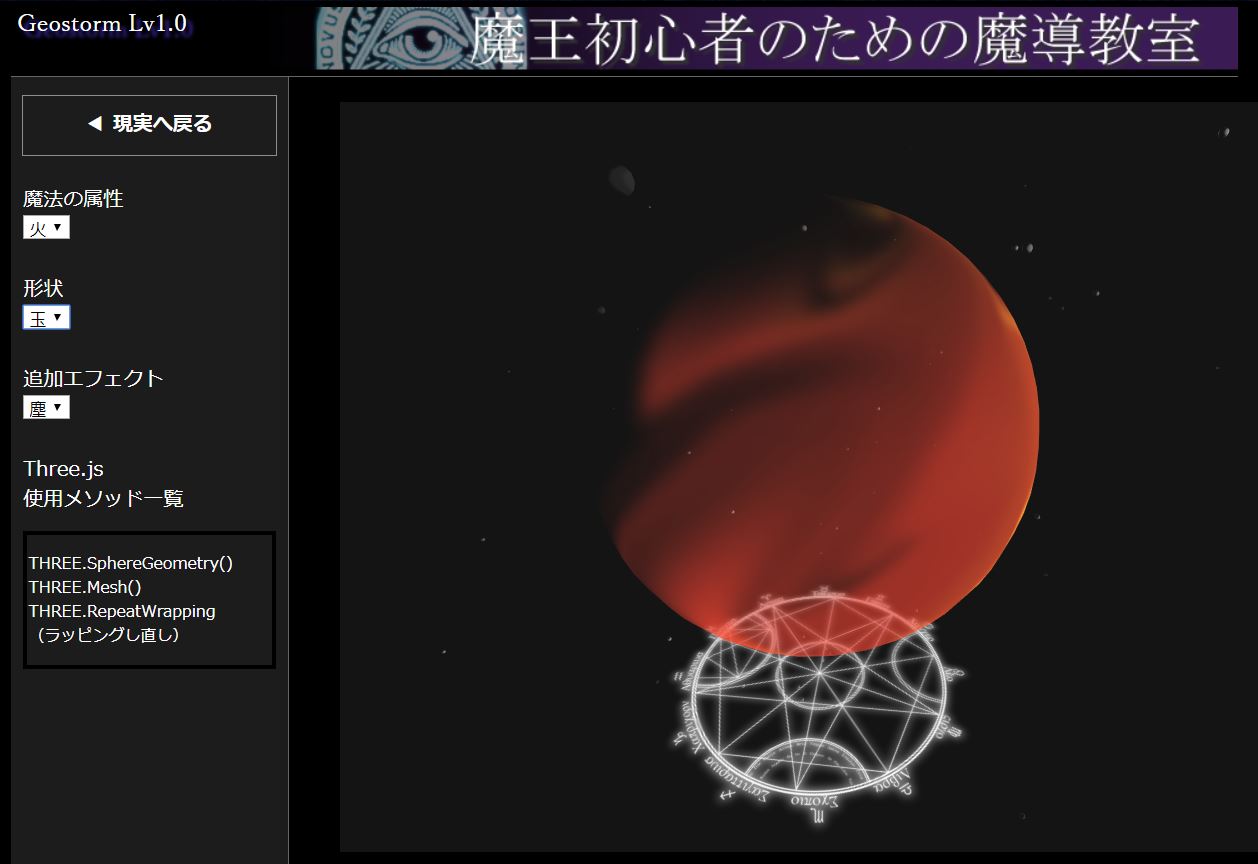 Geostorm Lv1.0
魔王初心者のための魔導教室
◀ 現実へ戻る
魔法の属性
火 ▼
形状
玉 ▼
追加エフェクト
塵 ▼
Three.js
使用メソッド一覧
THREE.SphereGeometry()
THREE.Mesh()
THREE.RepeatWrapping
（ラッピングし直し）